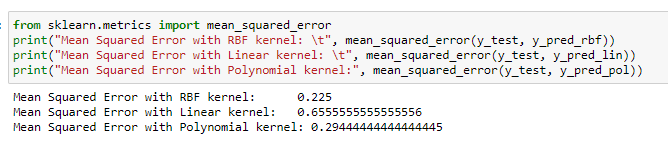 from sklearn.metrics import mean_squared_error
print("Mean Squared Error with RBF kernel: \t", mean_squared_error(y_test, y_pred_rbf))
print("Mean Squared Error with Linear kernel: \t", mean_squared_error(y_test, y_pred_lin))
print("Mean Squared Error with Polynomial kernel:", mean_squared_error(y_test, y_pred_pol))
Mean Squared Error with RBF kernel: 0.225
Mean Squared Error with Linear kernel: 0.6555555555555556
Mean Squared Error with Polynomial kernel: 0.29444444444444445